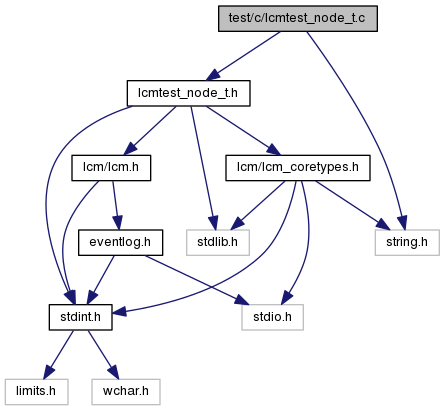 test/c/lcmtest_node_t.c
lcmtest_node_t.h
lcm/lcm.h
lcm/lcm_coretypes.h
eventlog.h
stdlib.h
string.h
stdint.h
stdio.h
limits.h
wchar.h